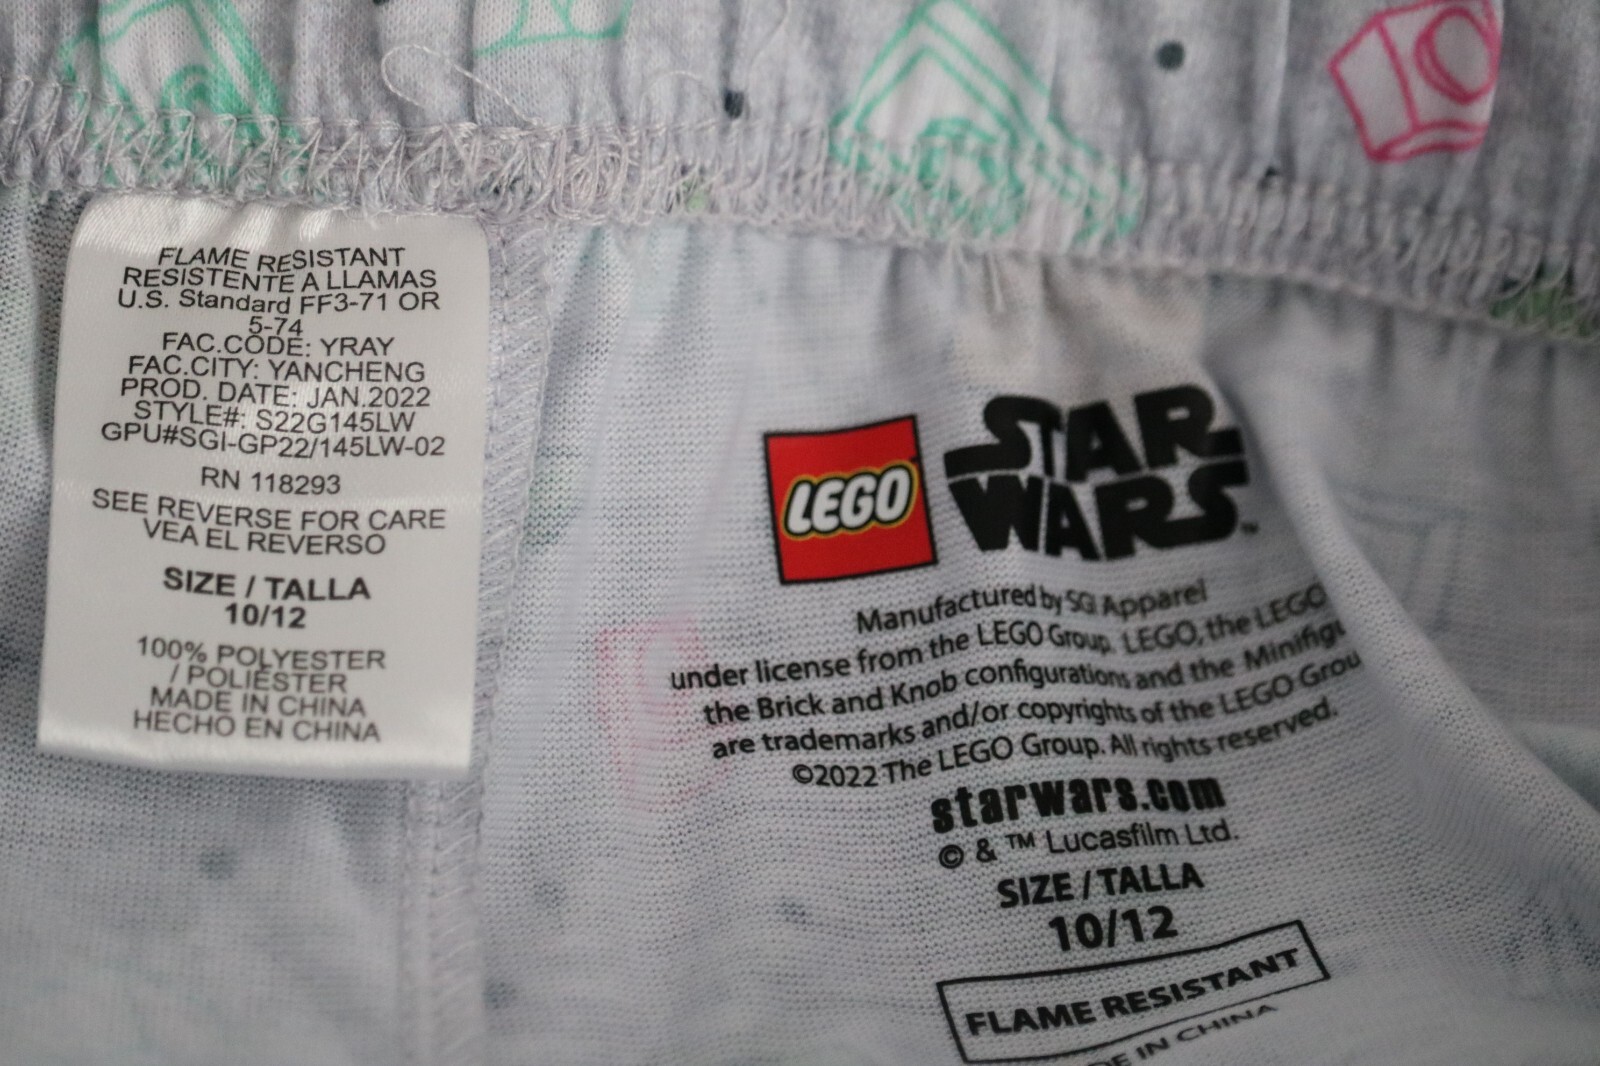 FLAME RESISTANT
RESISTENTE A LLAMAS
U.S. Standard FF3-71 OR
5-74
FAC.CODE: YRAY
FAC.CITY: YANCHENG
PROD. DATE: JAN.2022
STYLE#: S22G145LW
GPU#SGI-GP22/145LW-02
RN 118293
SEE REVERSE FOR CARE
VEA EL REVERSO
SIZE / TALLA
10/12
100% POLYESTER
/ POLIÉSTER
MADE IN CHINA
HECHO EN CHINA
LEGO
STAR
WARS™
Manufactured by SGI Apparel
under license from the LEGO Group. LEGO, the LEGO
the Brick and Knob configurations and the Minifigu
are trademarks and/or copyrights of the LEGO Grou
©2022 The LEGO Group. All rights reserved.
starwars.com
© & ™ Lucasfilm Ltd.
SIZE / TALLA
10/12
FLAME RESISTANT
DE IN CHINA